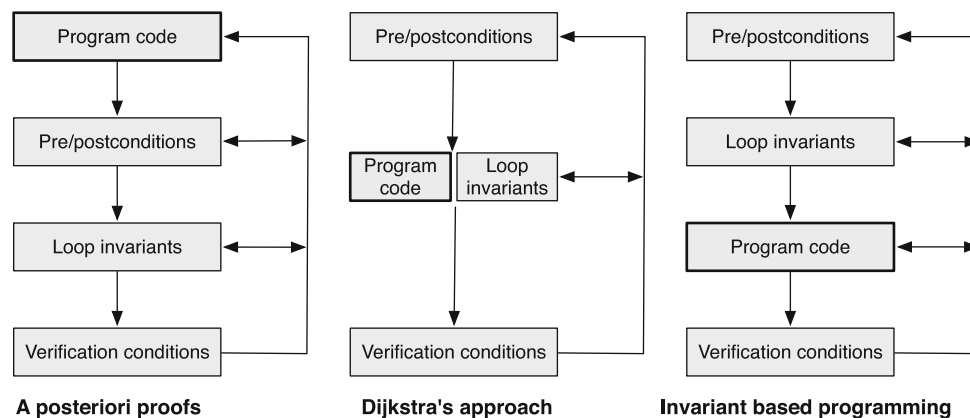 Program code
Pre/postconditions
Loop invariants
Verification conditions
A posteriori proofs
Pre/postconditions
Program
code
Loop
invariants
Verification conditions
Dijkstra's approach
Pre/postconditions
Loop invariants
Program code
Verification conditions
Invariant based programming